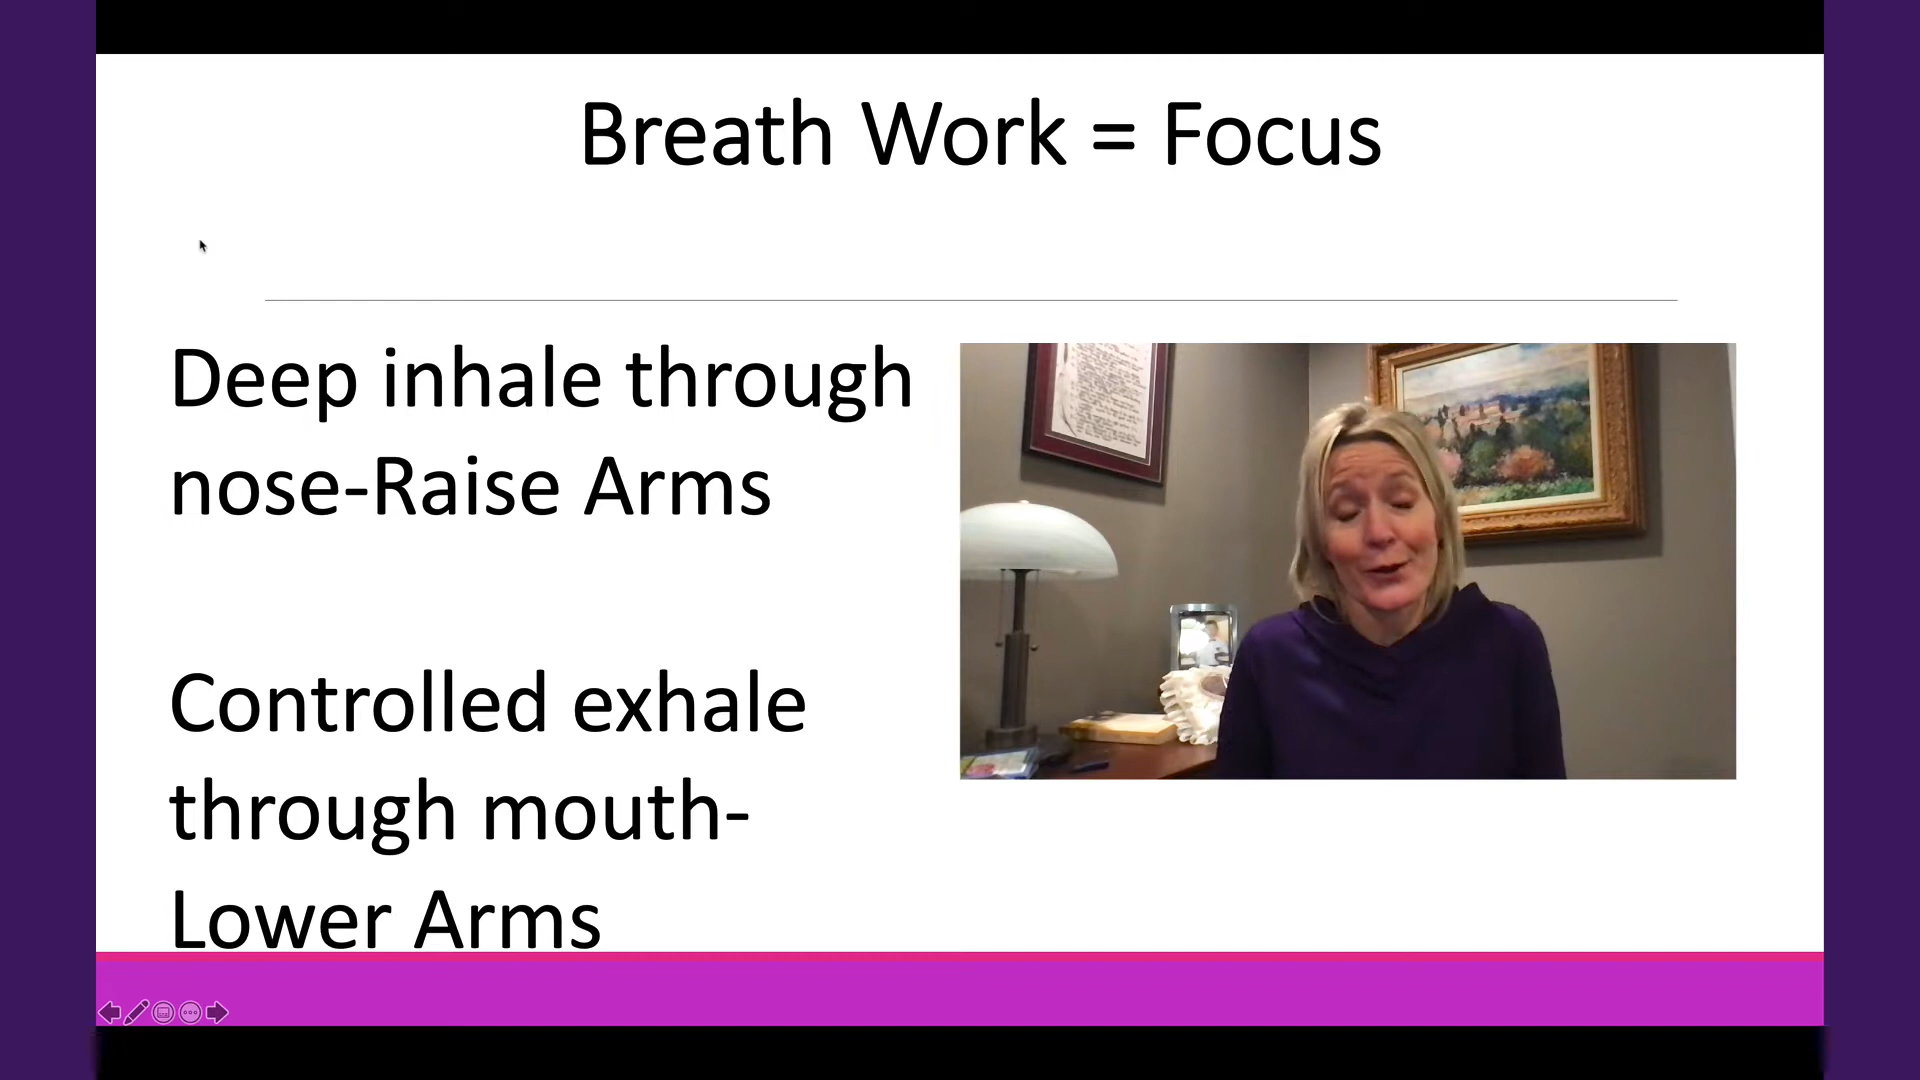 Breath Work = Focus
Deep inhale through
nose-Raise Arms
Controlled exhale
through mouth-
Lower Arms